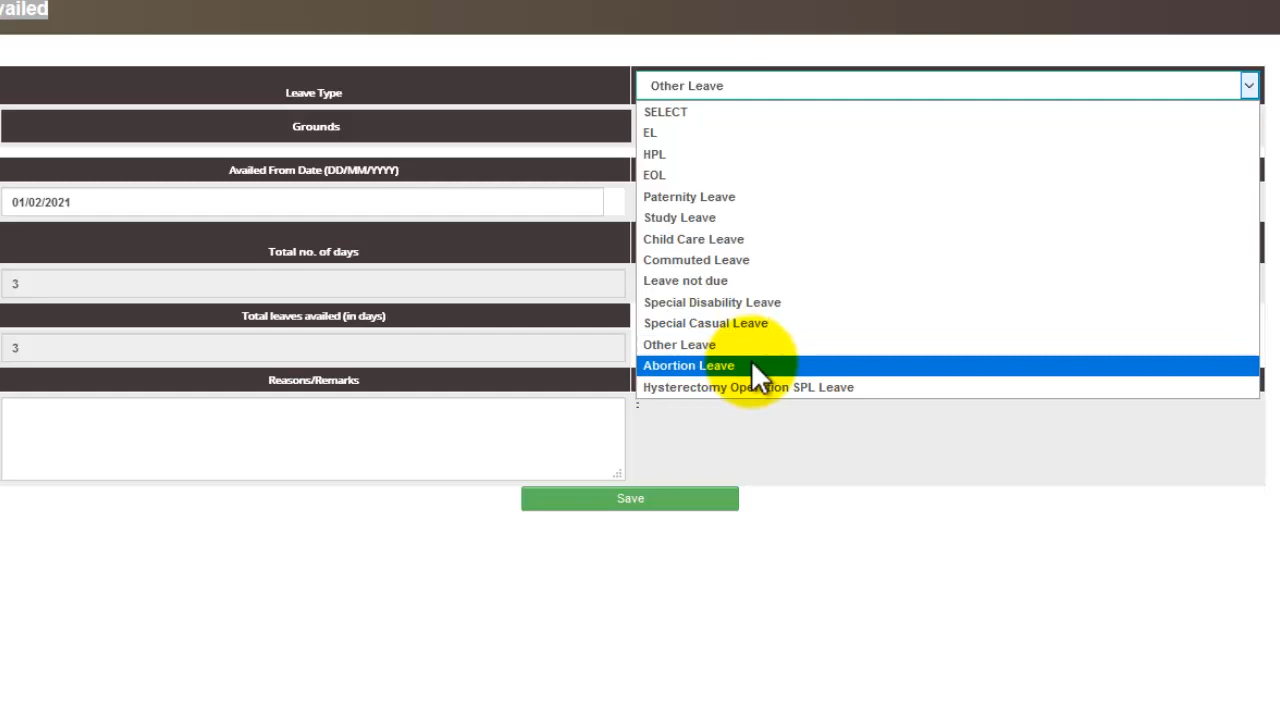 vailed
Leave Type
Other Leave
SELECT
Grounds
EL
HPL
Availed From Date (DD/MM/YYYY)
EOL
Paternity Leave
01/02/2021
Study Leave
Child Care Leave
Total no. of days
Commuted Leave
Leave not due
3
Special Disability Leave
Total leaves availed (in days)
Special Casual Leave
Other Leave
3
Abortion Leave
Reasons/Remarks
Hysterectomy Operation SPL Leave
:
Save